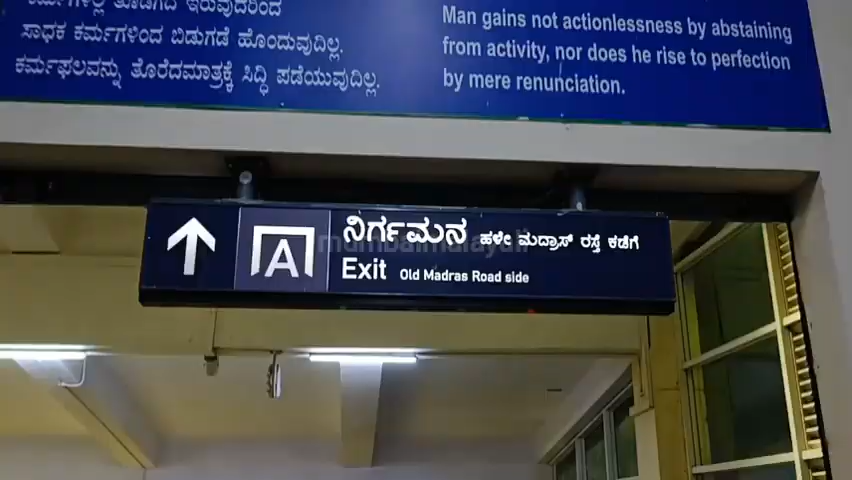 ಸಾಧಕ ಕರ್ಮಗಳಿಂದ ಬಿಡುಗಡೆ ಹೊಂದುವುದಿಲ್ಲ.
ಕರ್ಮಫಲವನ್ನು ತೊರೆದಮಾತ್ರಕ್ಕೆ ಸಿದ್ಧಿ ಪಡೆಯುವುದಿಲ್ಲ.
Man gains not actionlessness by abstaining
from activity, nor does he rise to perfection
by mere renunciation.
A
ನಿರ್ಗಮನ ಹಳೇ ಮದ್ರಾಸ್ ರಸ್ತೆ ಕಡೆಗೆ
Exit Old Madras Road side